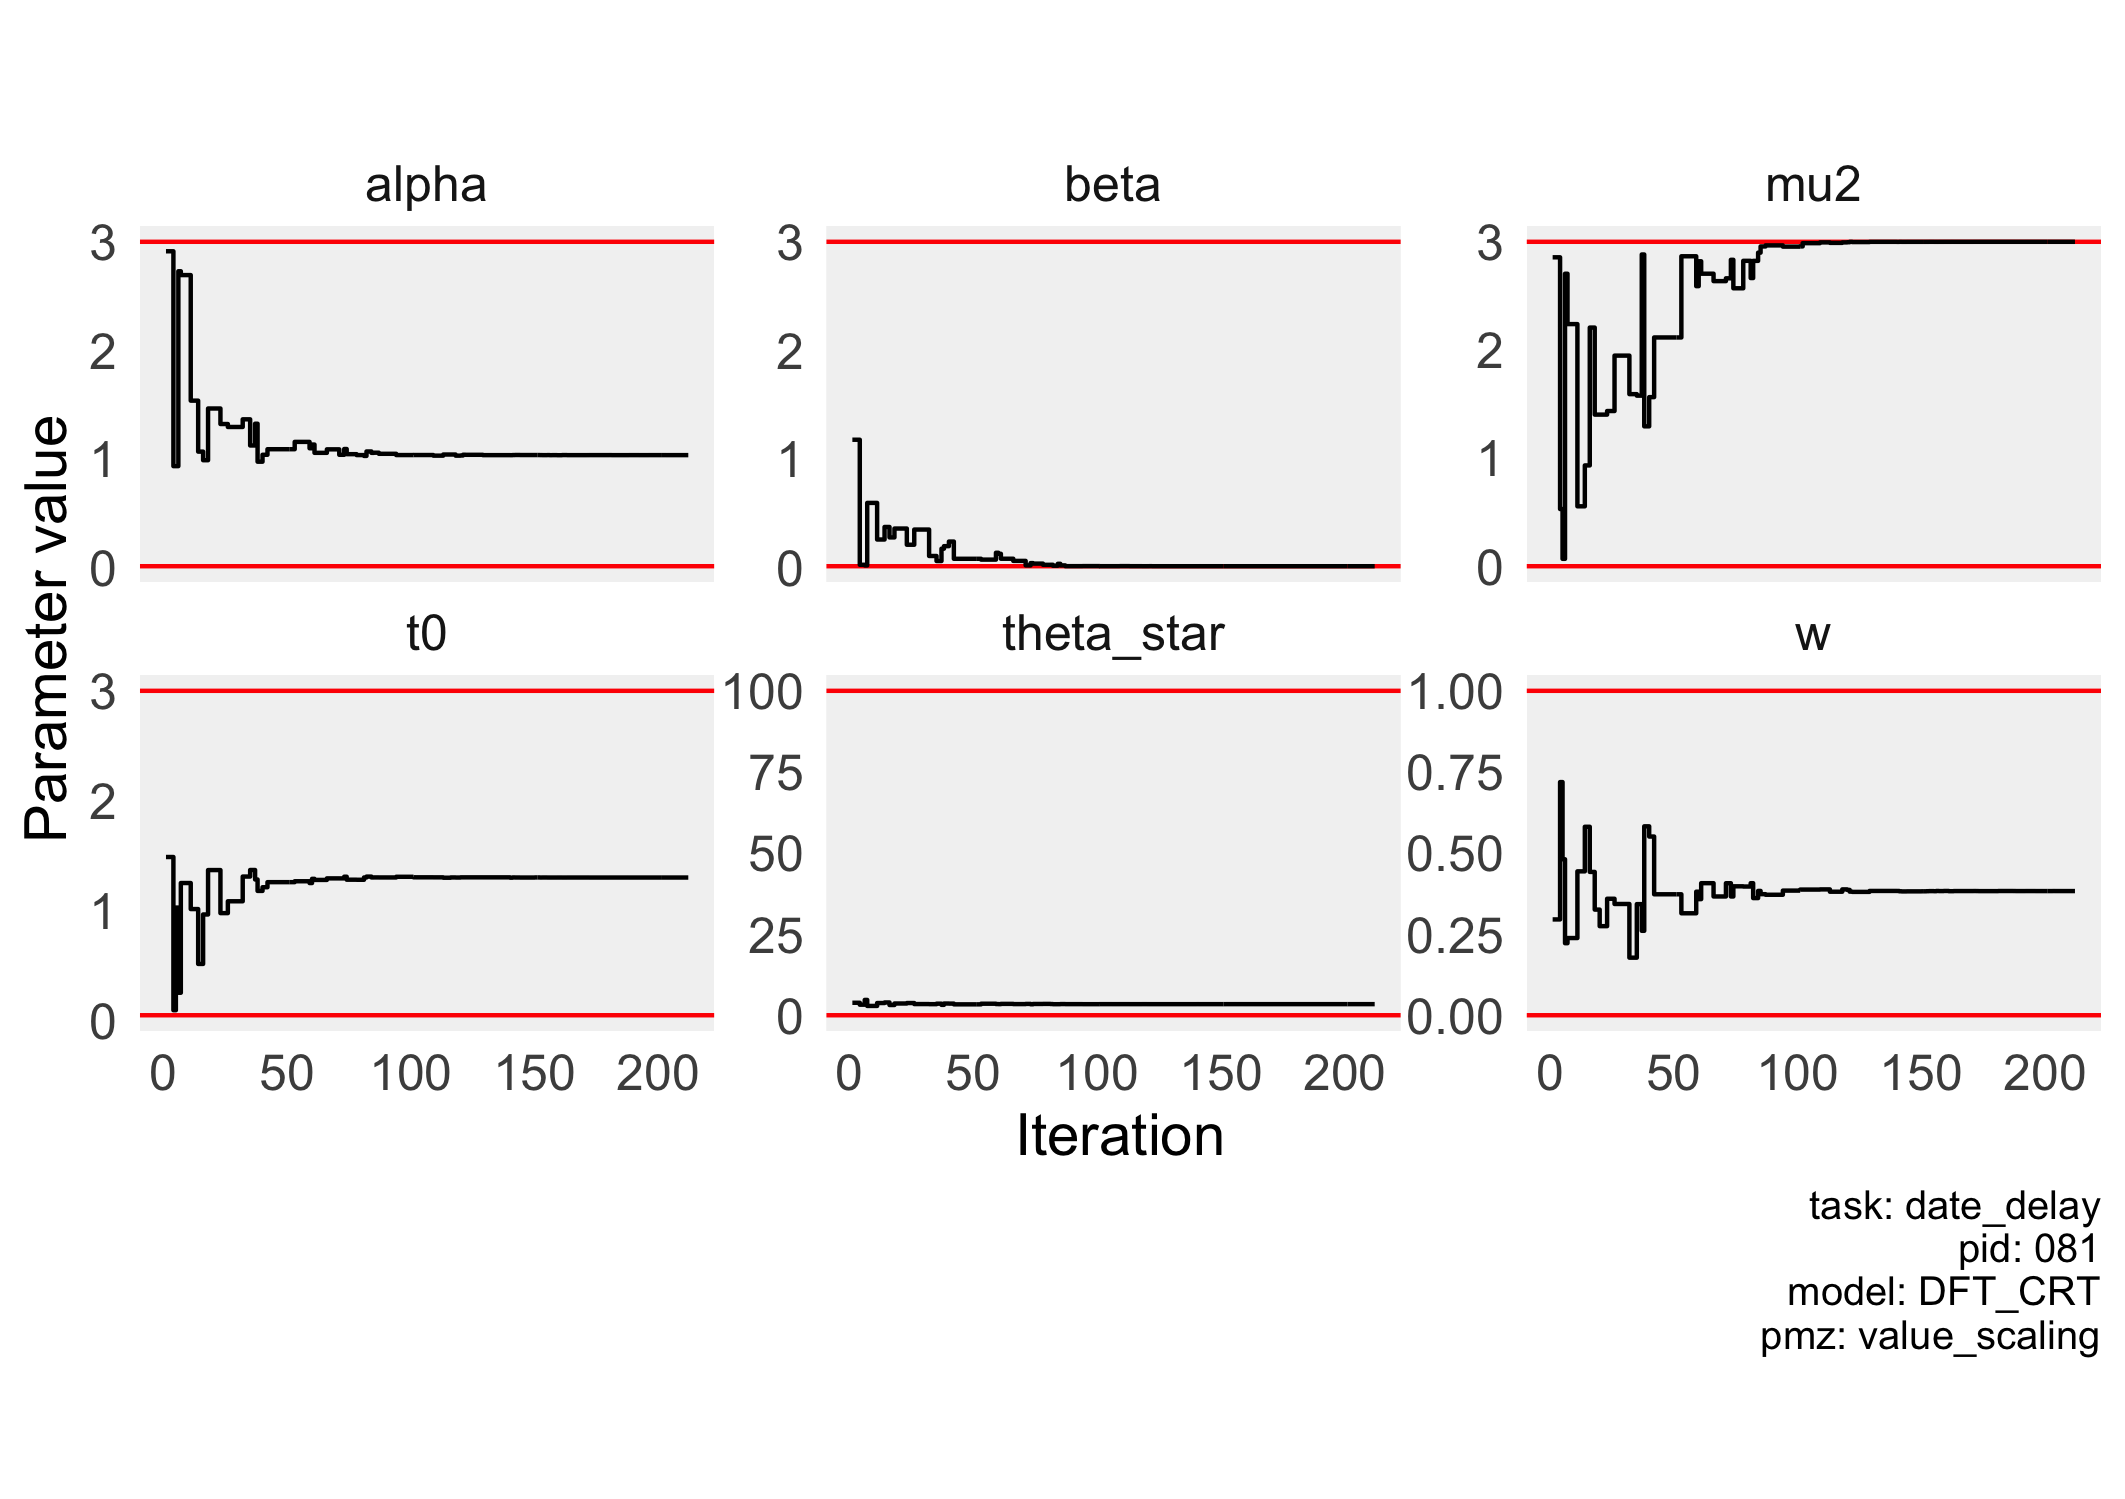 alpha
beta
mu2
3
2
1
0
3
2
1
0
3
2
1
0
t0
theta_star
w
3
2
1
0
100
75
50
25
0
1.00
0.75
0.50
0.25
0.00
0 50 100 150 200
0 50 100 150 200
0 50 100 150 200
Parameter value
Iteration
task: date_delay
pid: 081
model: DFT_CRT
pmz: value_scaling